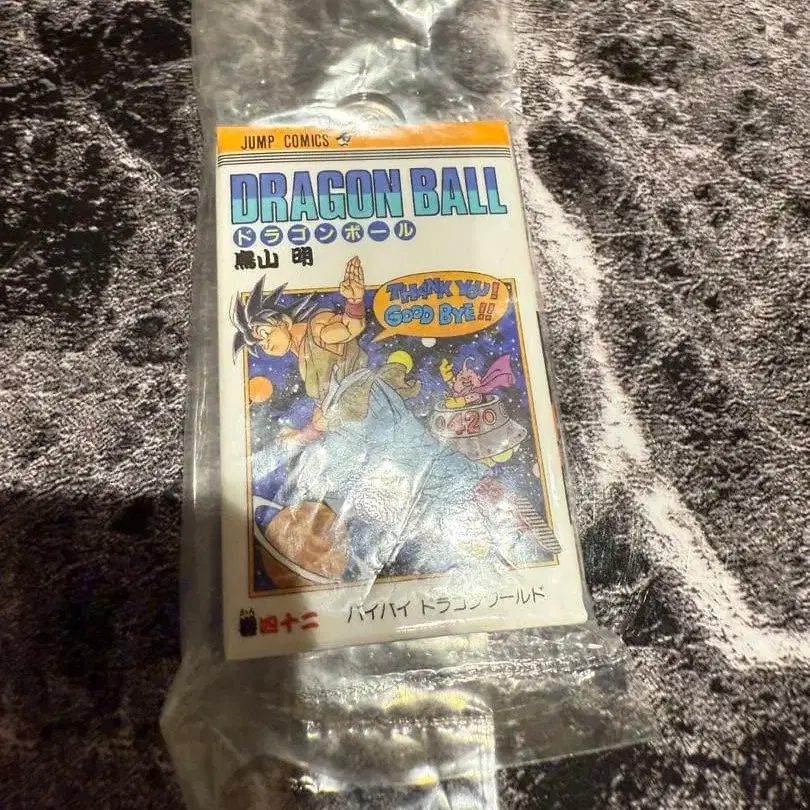 JUMP COMICS
DRAGON BALL
ドラゴンボール
鳥山 明
THANK YOU!
GOOD BYE!!
42
巻四十二
バイバイ ドラゴンワールド